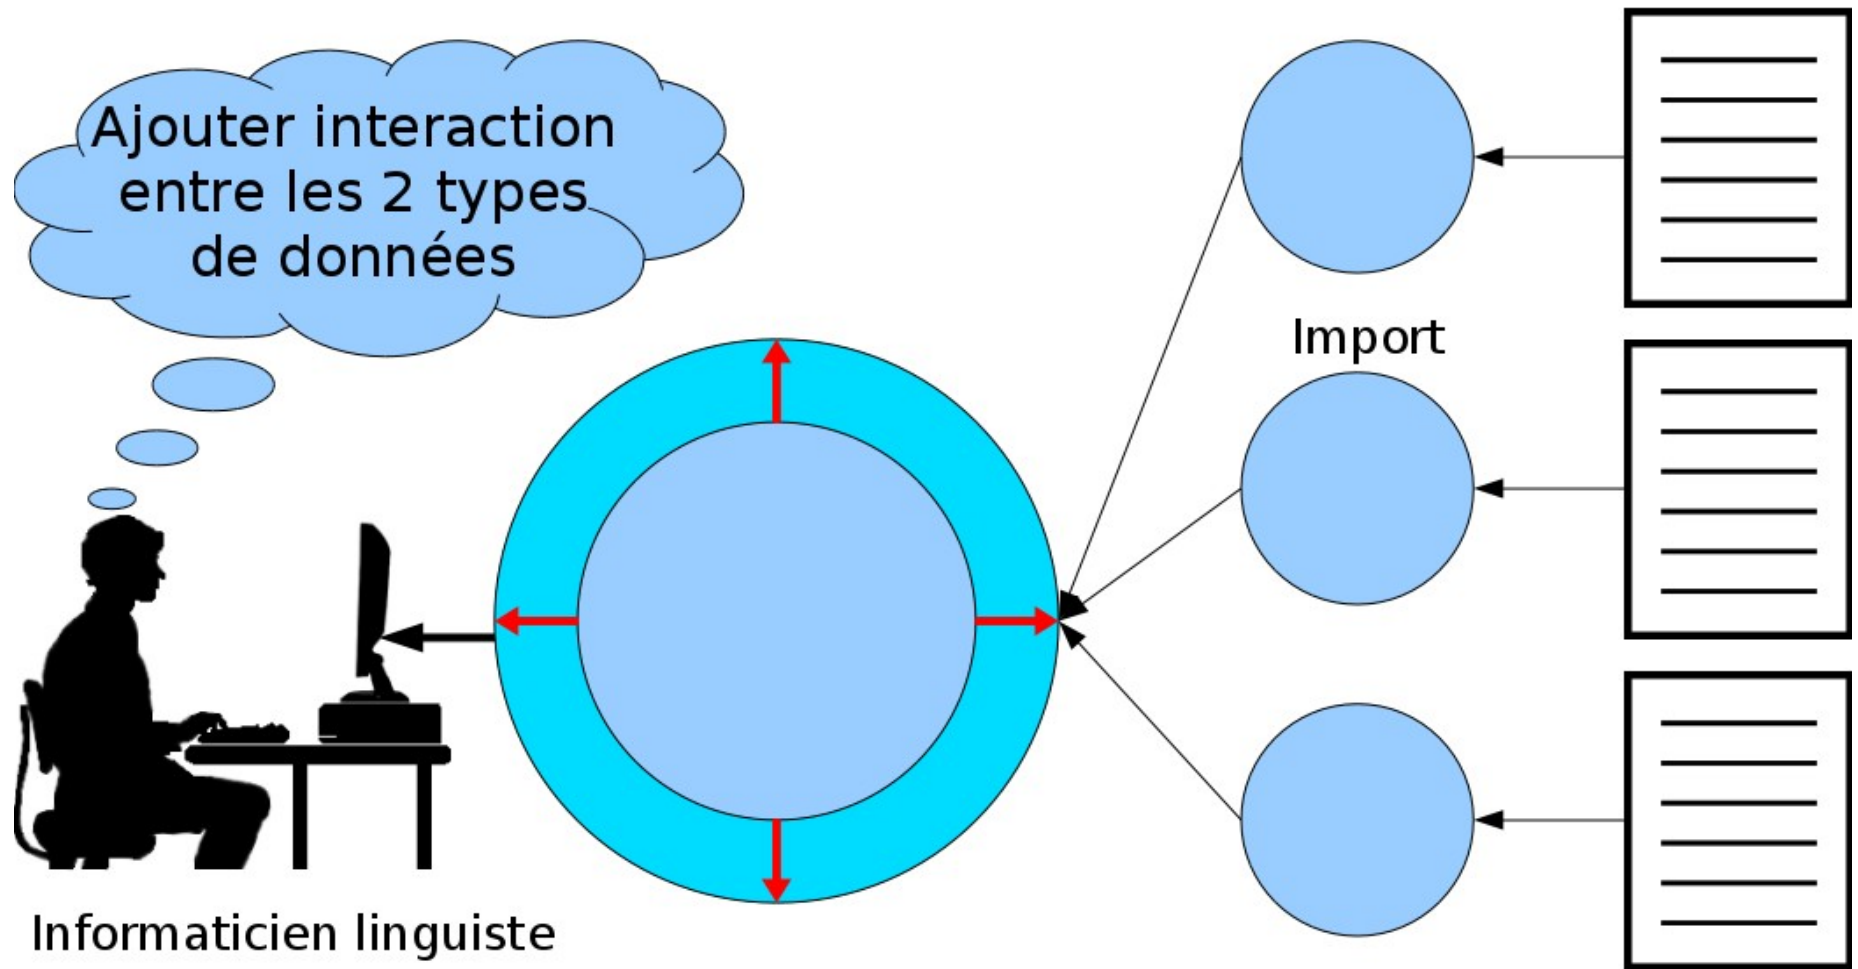 Ajouter interaction
entre les 2 types
de données
Import
Informaticien linguiste